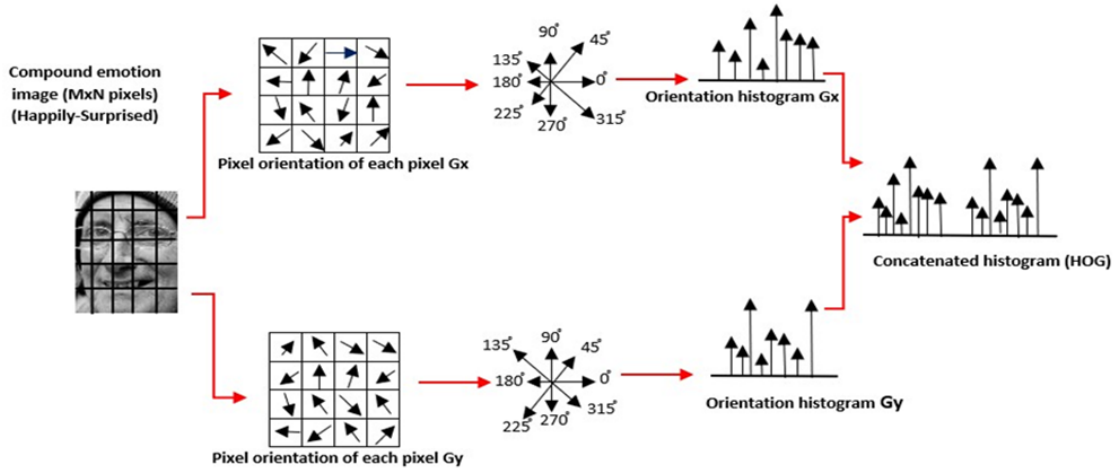 Compound emotion
image (MxN pixels)
(Happily-Surprised)
Pixel orientation of each pixel Gx
90°
45°
135°
180°
0°
225°
270°
315°
Orientation histogram Gx
Concatenated histogram (HOG)
Pixel orientation of each pixel Gy
90°
135°
45°
180°
0°
225°
270°
315°
Orientation histogram Gy